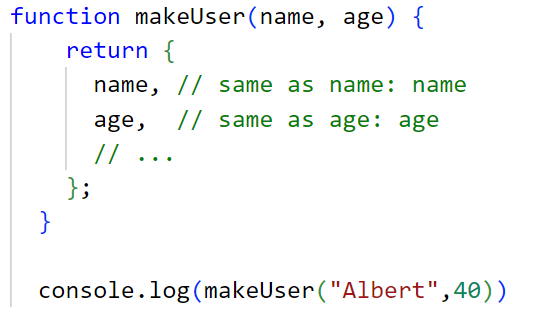 function makeUser(name, age) {
return {
name, // same as name: name
age,  // same as age: age
// ...
};
}
console.log(makeUser("Albert",40))